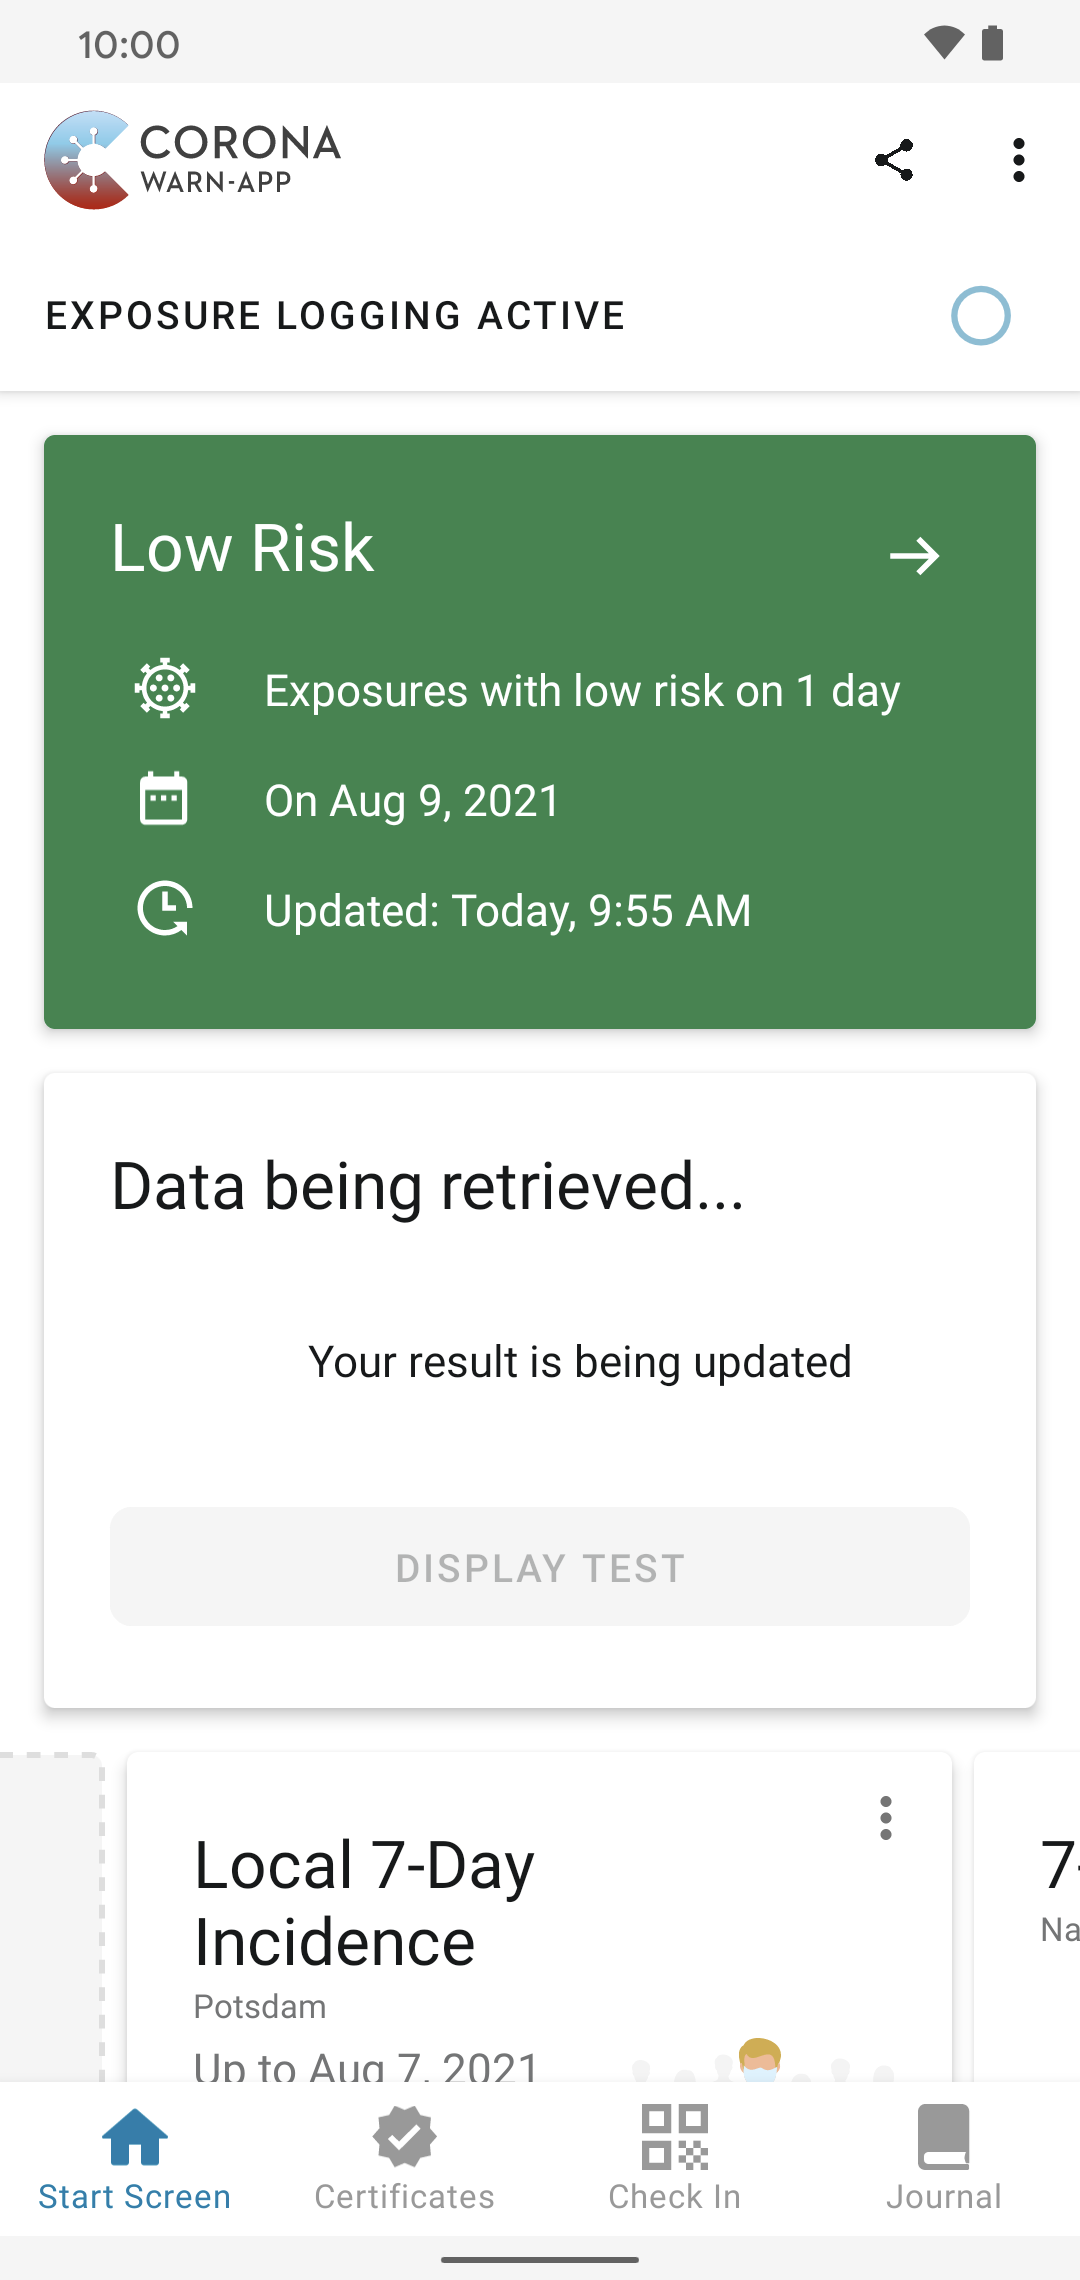 10:00
CORONA
WARN-APP
EXPOSURE LOGGING ACTIVE
Low Risk
Exposures with low risk on 1 day
On Aug 9, 2021
Updated: Today, 9:55 AM
Data being retrieved...
Your result is being updated
DISPLAY TEST
Local 7-Day
Incidence
Potsdam
Up to Aug 7, 2021
7-
Na
Start Screen
Certificates
Check In
Journal